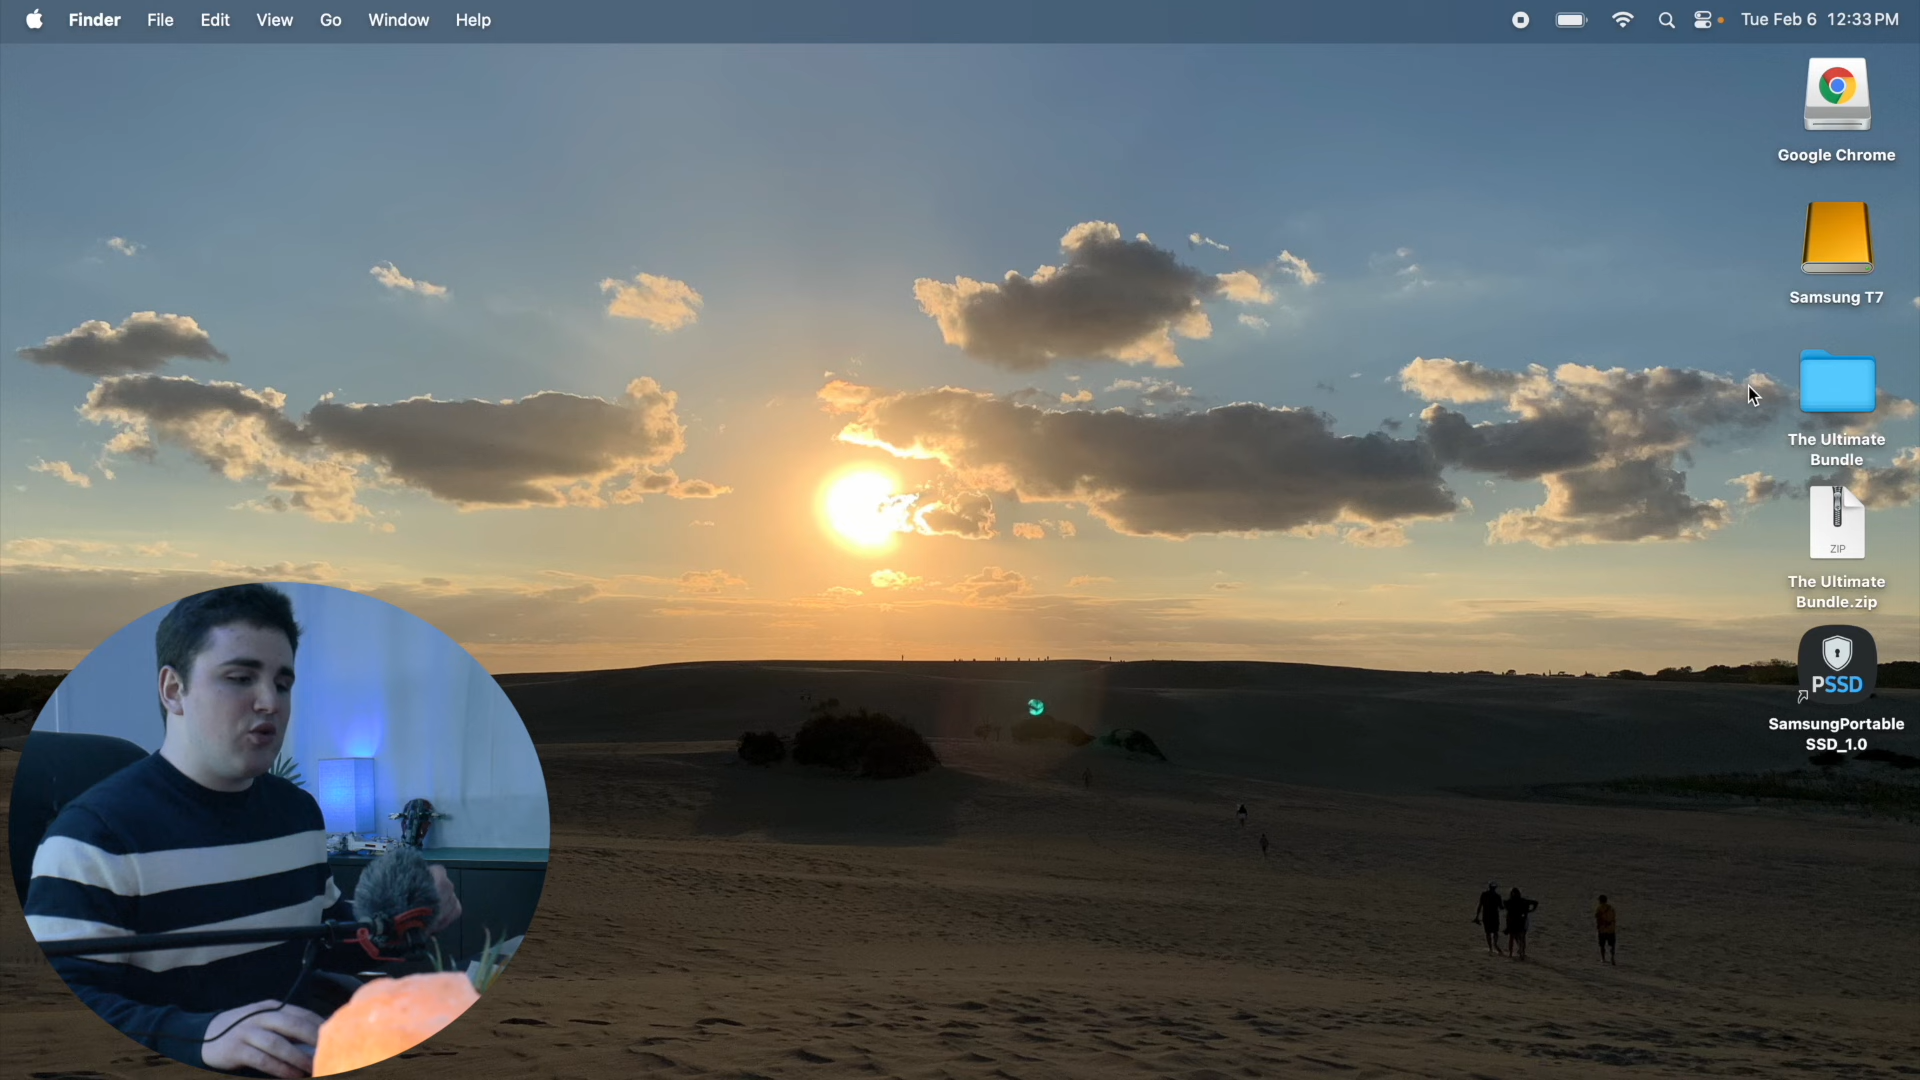 Finder File Edit View Go Window Help Tue Feb 6 12:33 PM
Google Chrome
Samsung T7
The Ultimate
Bundle
ZIP
The Ultimate
Bundle.zip
PSSD
SamsungPortable
SSD_1.0